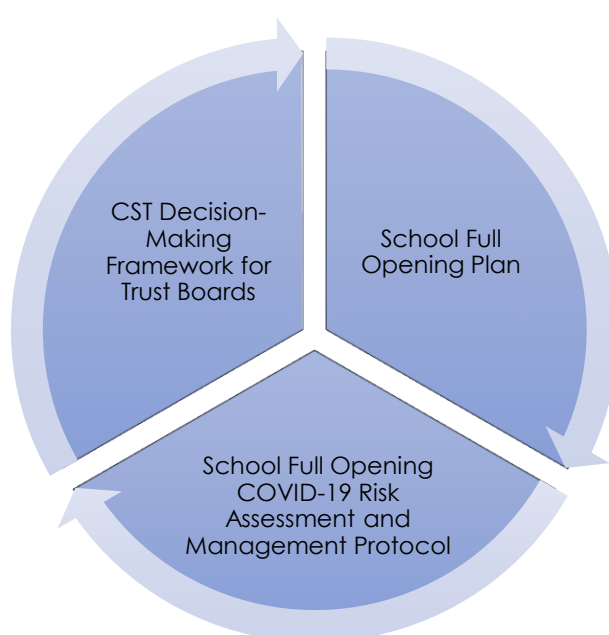 CST Decision-
Making
Framework for
Trust Boards
School Full
Opening Plan
School Full Opening
COVID-19 Risk
Assessment and
Management Protocol